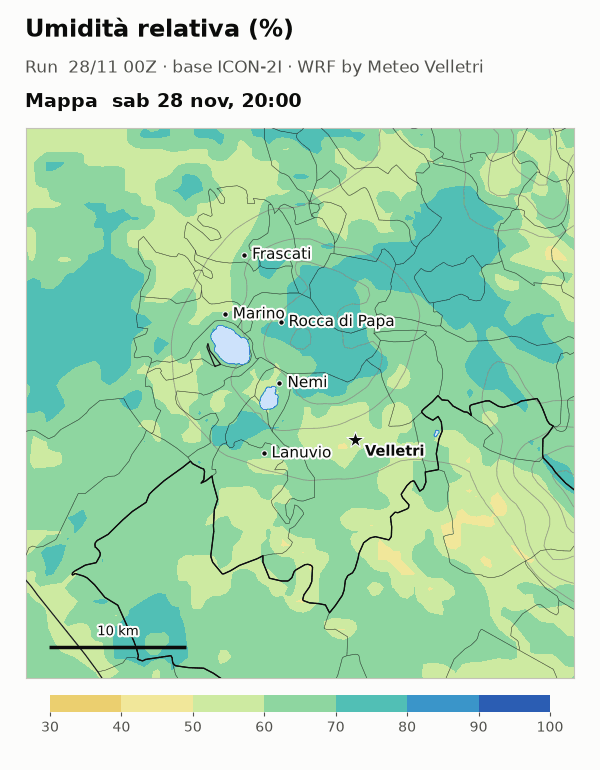 Umidità relativa (%)
Run  28/11 00Z · base ICON-2I · WRF by Meteo Velletri
Mappa  sab 28 nov, 20:00
Frascati
Marino
Rocca di Papa
Nemi
Velletri
Lanuvio
10 km
30 40 50 60 70 80 90 100